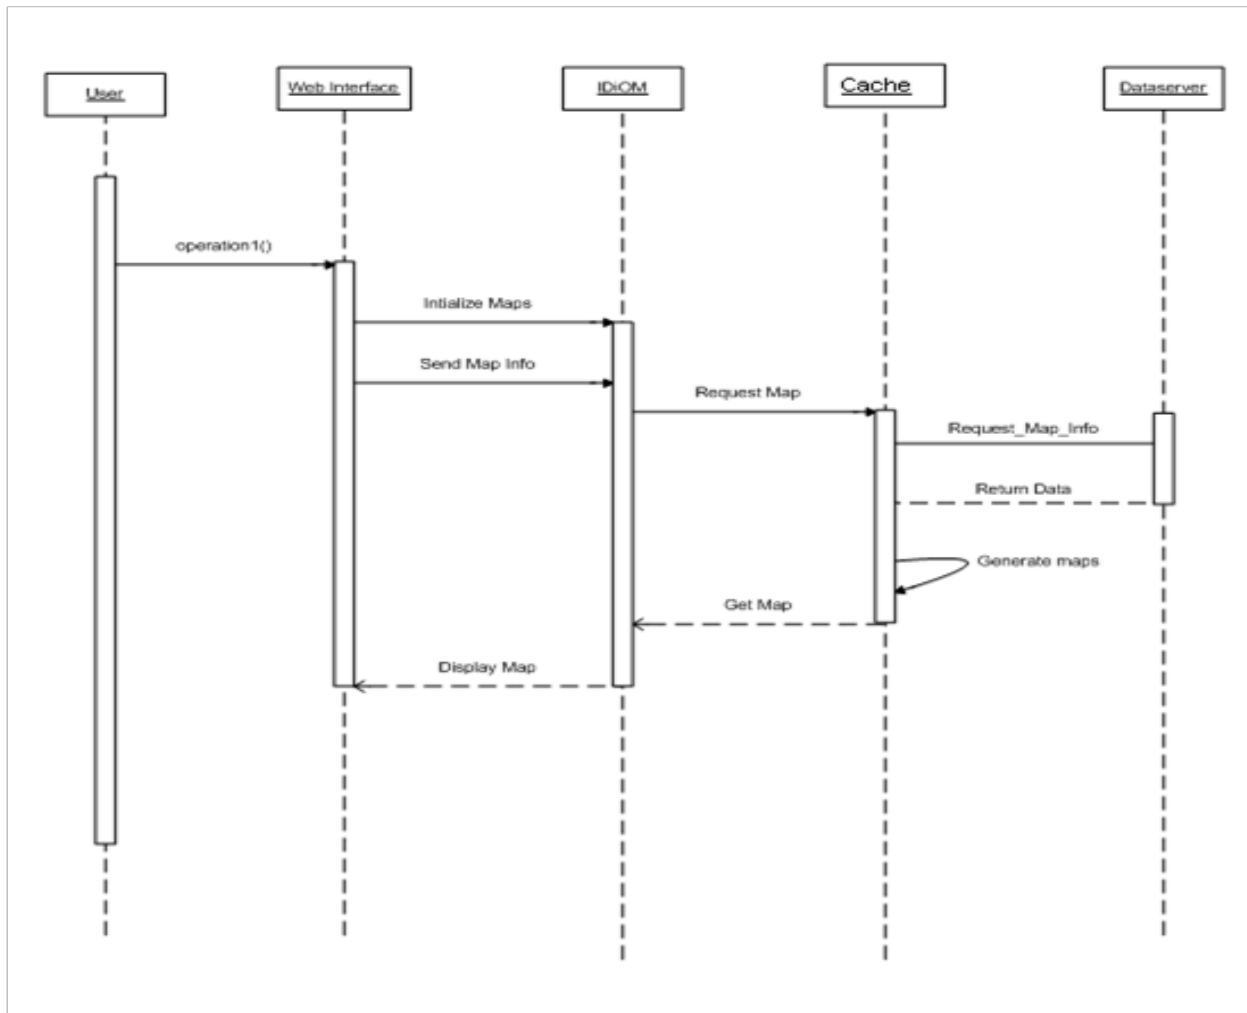 User
Web Interface
IDiOM
Cache
Dataserver
operation1()
Intialize Maps
Send Map Info
Request Map
Request_Map_Info
Return Data
Generate maps
Get Map
Display Map